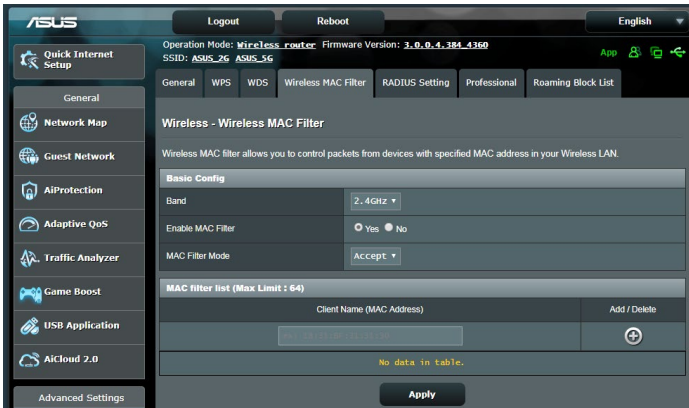 ASUS
Logout
Reboot
English
Quick Internet
Setup
General
Network Map
Guest Network
AiProtection
Adaptive QoS
Traffic Analyzer
Game Boost
USB Application
AiCloud 2.0
Advanced Settings
Operation Mode: Wireless router Firmware Version: 3.0.0.4.384_4360
SSID: ASUS_2G ASUS_5G
App
General WPS WDS Wireless MAC Filter RADIUS Setting Professional Roaming Block List
Wireless - Wireless MAC Filter
Wireless MAC filter allows you to control packets from devices with specified MAC address in your Wireless LAN.
Basic Config
Band 2.4GHz
Enable MAC Filter Yes No
MAC Filter Mode Accept
MAC filter list (Max Limit : 64)
Client Name (MAC Address) Add / Delete
No data in table.
Apply